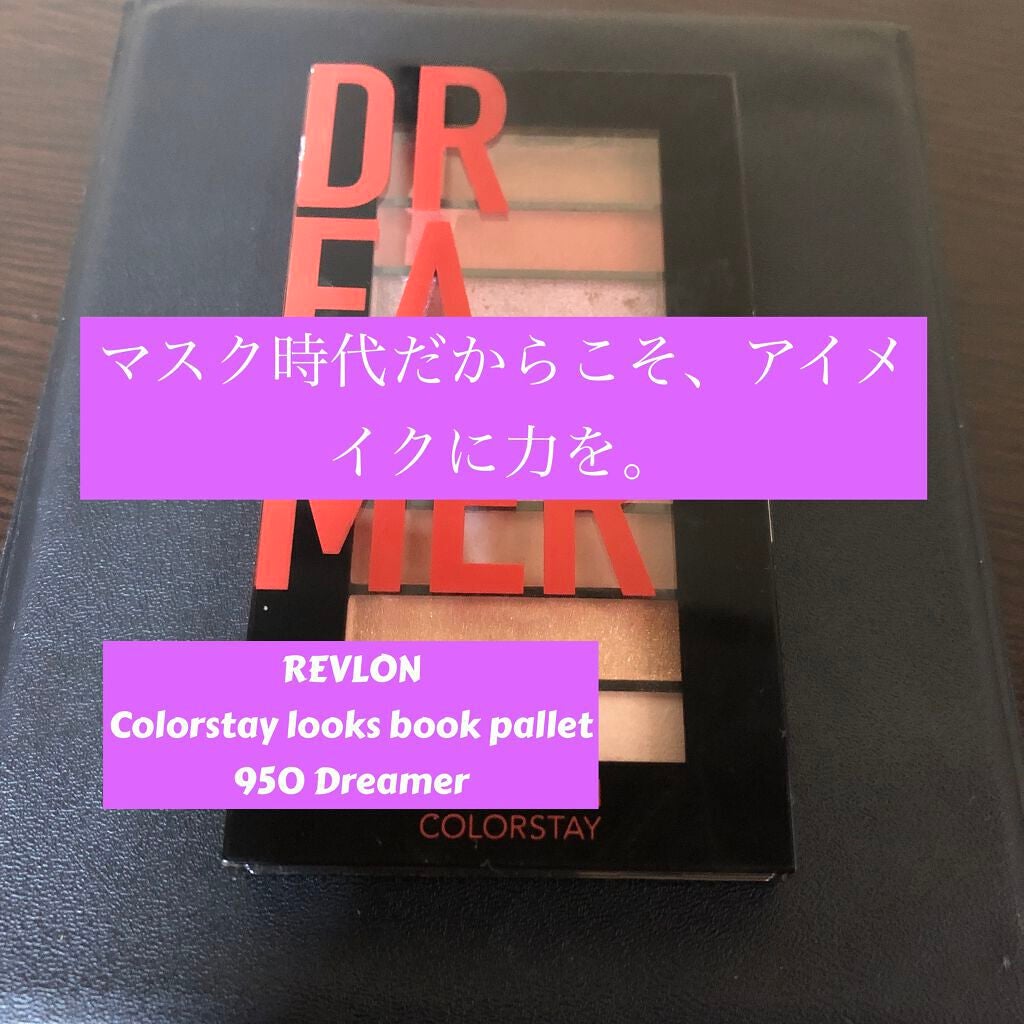 DR
EA
マスク時代だからこそ、アイメ
イクに力を。
MER
REVLON
Colorstay looks book pallet
950 Dreamer
COLORSTAY